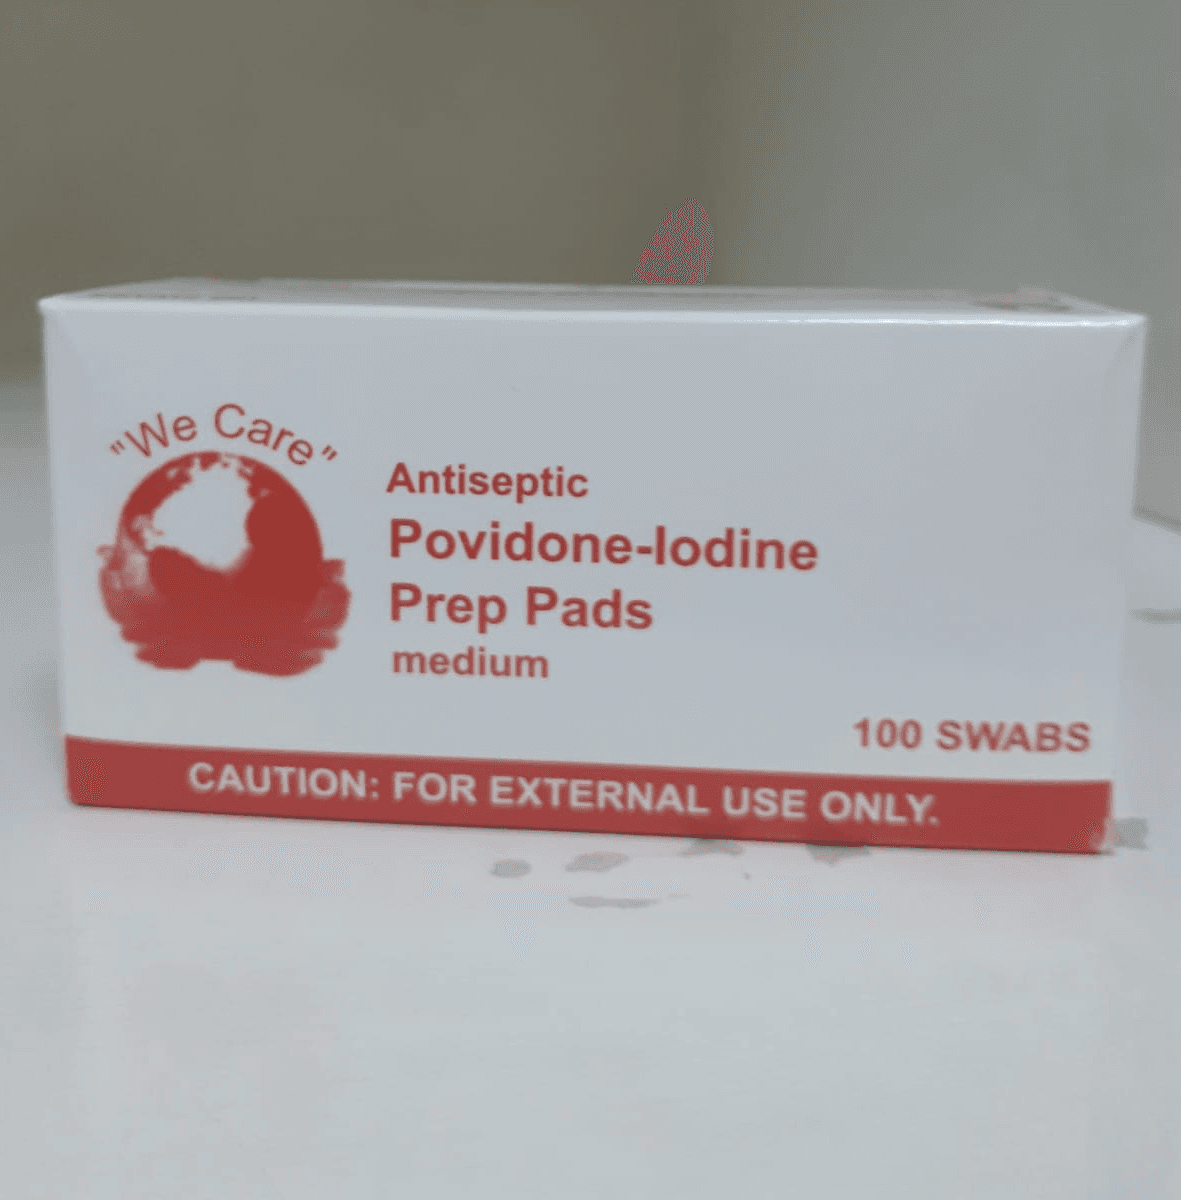 "We Care"
Antiseptic
Povidone-Iodine
Prep Pads
medium
100 SWABS
CAUTION: FOR EXTERNAL USE ONLY.